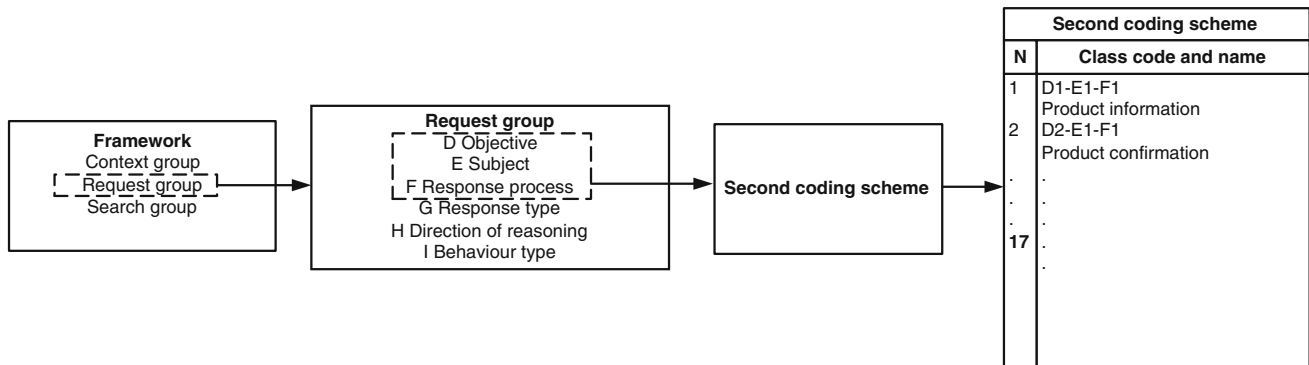 Framework
Context group
Request group
Search group
Request group
D Objective
E Subject
F Response process
G Response type
H Direction of reasoning
I Behaviour type
Second coding scheme
Second coding scheme
N Class code and name
1 D1-E1-F1
Product information
2 D2-E1-F1
Product confirmation
. .
. .
. .
17 .
.